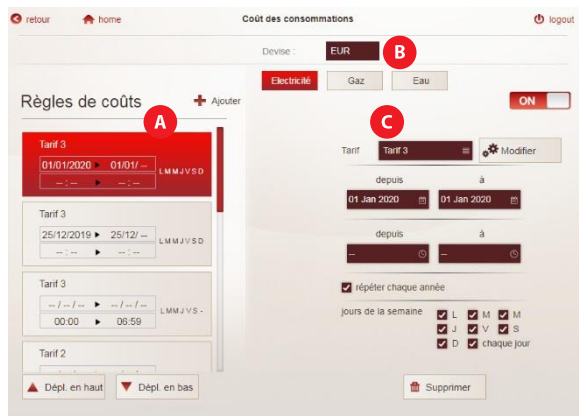 retour home Coût des consommations logout
Devise : EUR B
Electricité Gaz Eau
Règles de coûts Ajouter ON
A C
Tarif 3
01/01/2020 ► 01/01/ -- LMMJVSD
-- : -- ► -- : --
Tarif 3
25/12/2019 ► 25/12/ -- LMMJVSD
-- : -- ► -- : --
Tarif 3
-- / -- / -- ► -- / -- / -- LMMJVS-
00:00 ► 06:59
Tarif 2
Dépl. en haut Dépl. en bas
Tarif Tarif 3 Modifier
depuis à
01 Jan 2020 01 Jan 2020
depuis à
-- --
répéter chaque année
jours de la semaine L M M
J V S
D chaque jour
Supprimer